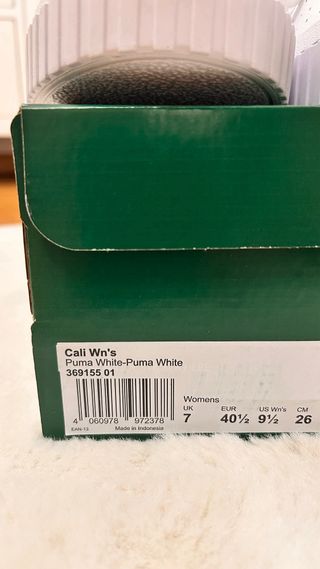 Cali Wn's
Puma White-Puma White
369155 01
4 060978 972378
EAN-13 Made in Indonesia
Womens
UK EUR US Wn's CM
7 40½ 9½ 26